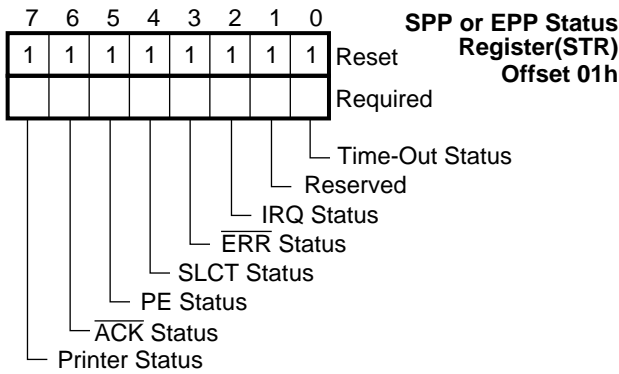 7 6 5 4 3 2 1 0
SPP or EPP Status
Register(STR)
Offset 01h
1 1 1 1 1 1 1 1 Reset
Required
Time-Out Status
Reserved
IRQ Status
ERR Status
SLCT Status
PE Status
ACK Status
Printer Status